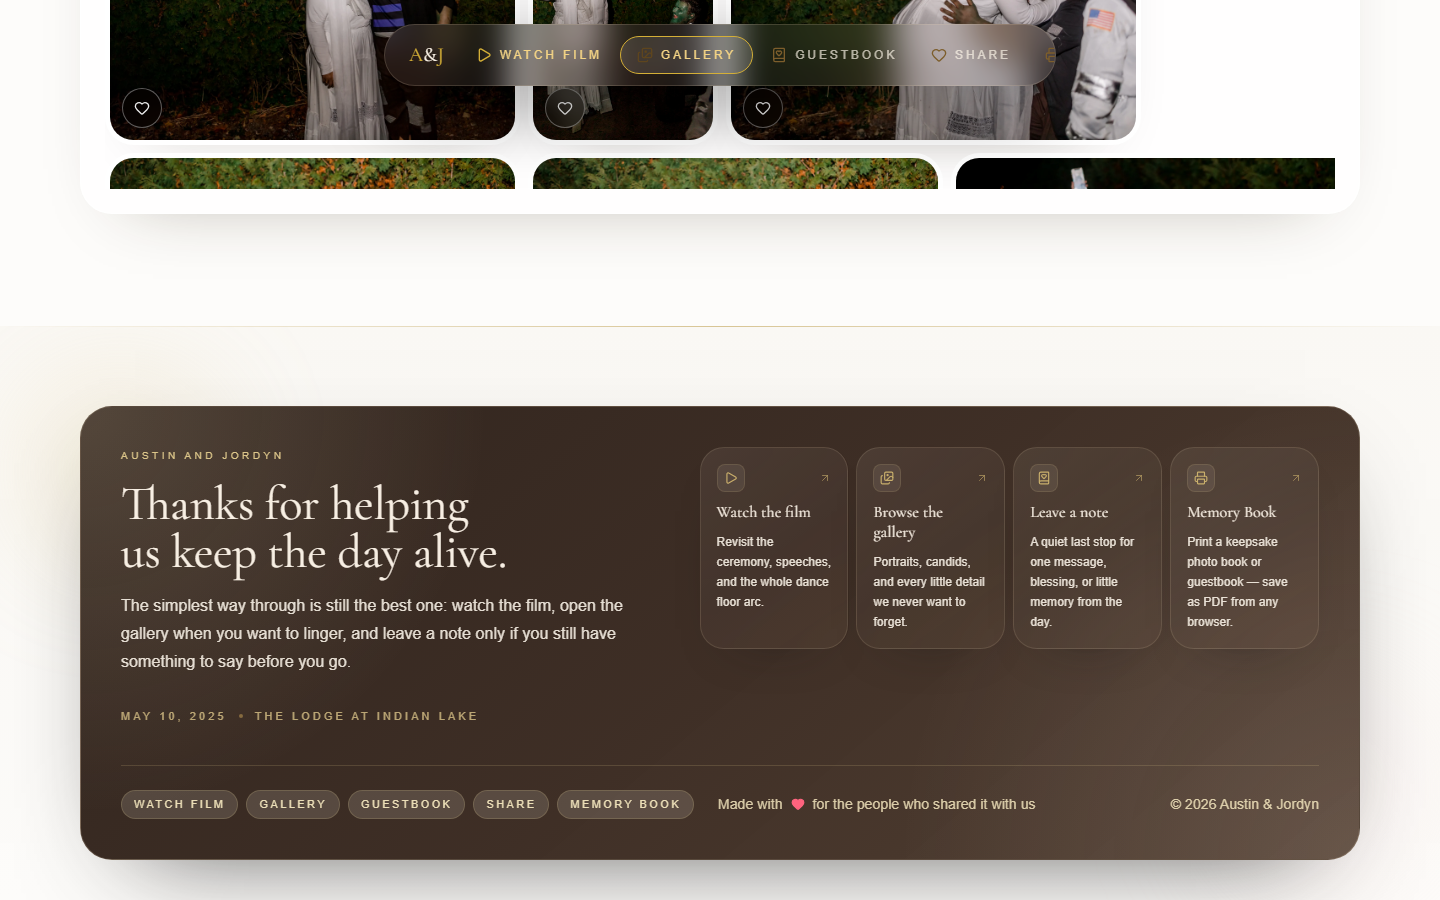 A&J WATCH FILM GALLERY GUESTBOOK SHARE
AUSTIN AND JORDYN
Thanks for helping
us keep the day alive.
The simplest way through is still the best one: watch the film, open the
gallery when you want to linger, and leave a note only if you still have
something to say before you go.
MAY 10, 2025 • THE LODGE AT INDIAN LAKE
Watch the film
Revisit the
ceremony, speeches,
and the whole dance
floor arc.
Browse the
gallery
Portraits, candids,
and every little detail
we never want to
forget.
Leave a note
A quiet last stop for
one message,
blessing, or little
memory from the
day.
Memory Book
Print a keepsake
photo book or
guestbook — save
as PDF from any
browser.
WATCH FILM GALLERY GUESTBOOK SHARE MEMORY BOOK
Made with ♥ for the people who shared it with us
© 2026 Austin & Jordyn